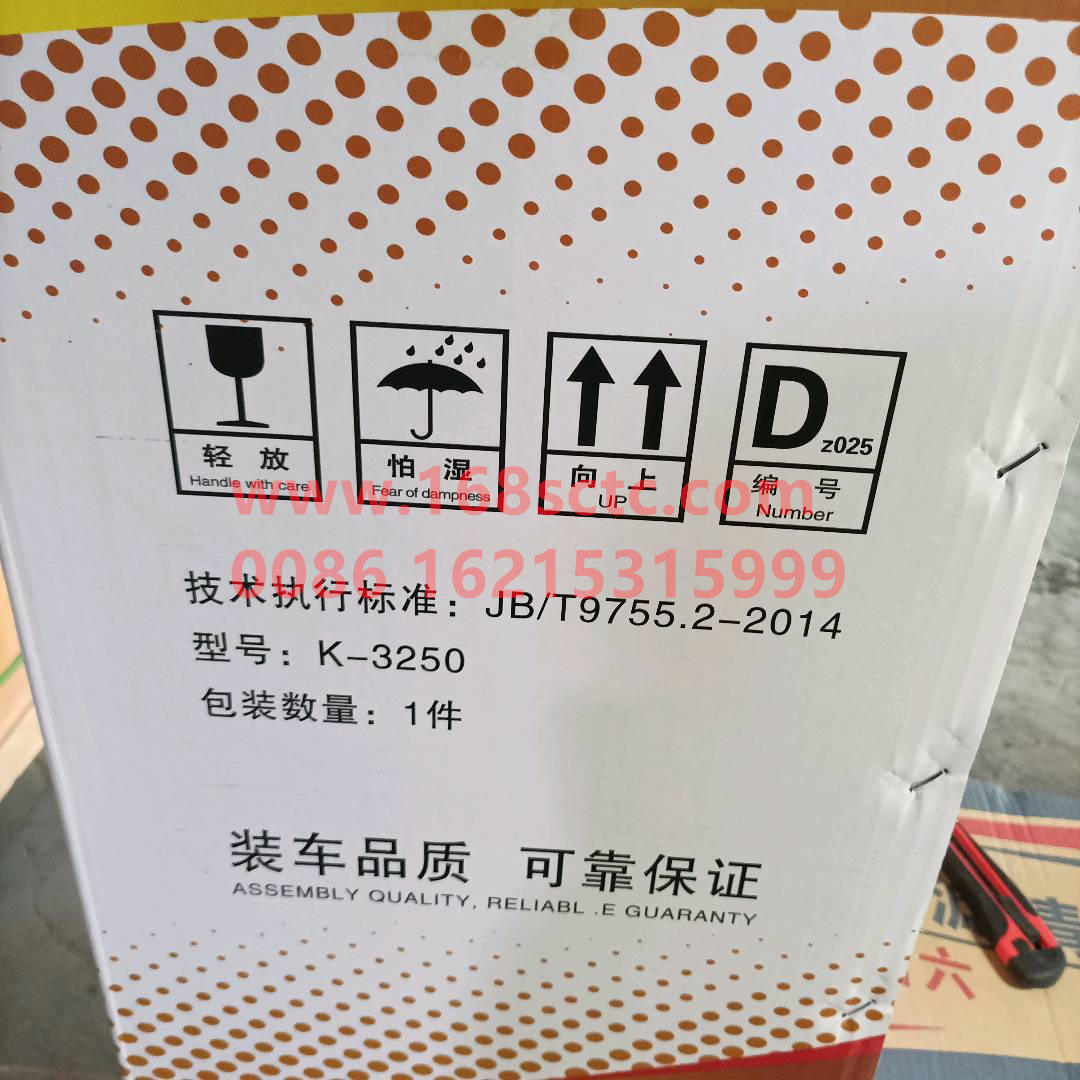 轻 放
Handle with care
怕 湿
Fear of dampness
向 上
UP
D z025
编 号
Number
www.168sctc.com
0086 16215315999
技术执行标准：JB/T9755.2-2014
型号：K-3250
包装数量：1件
装车品质 可靠保证
ASSEMBLY QUALITY, RELIABL .E GUARANTY
六